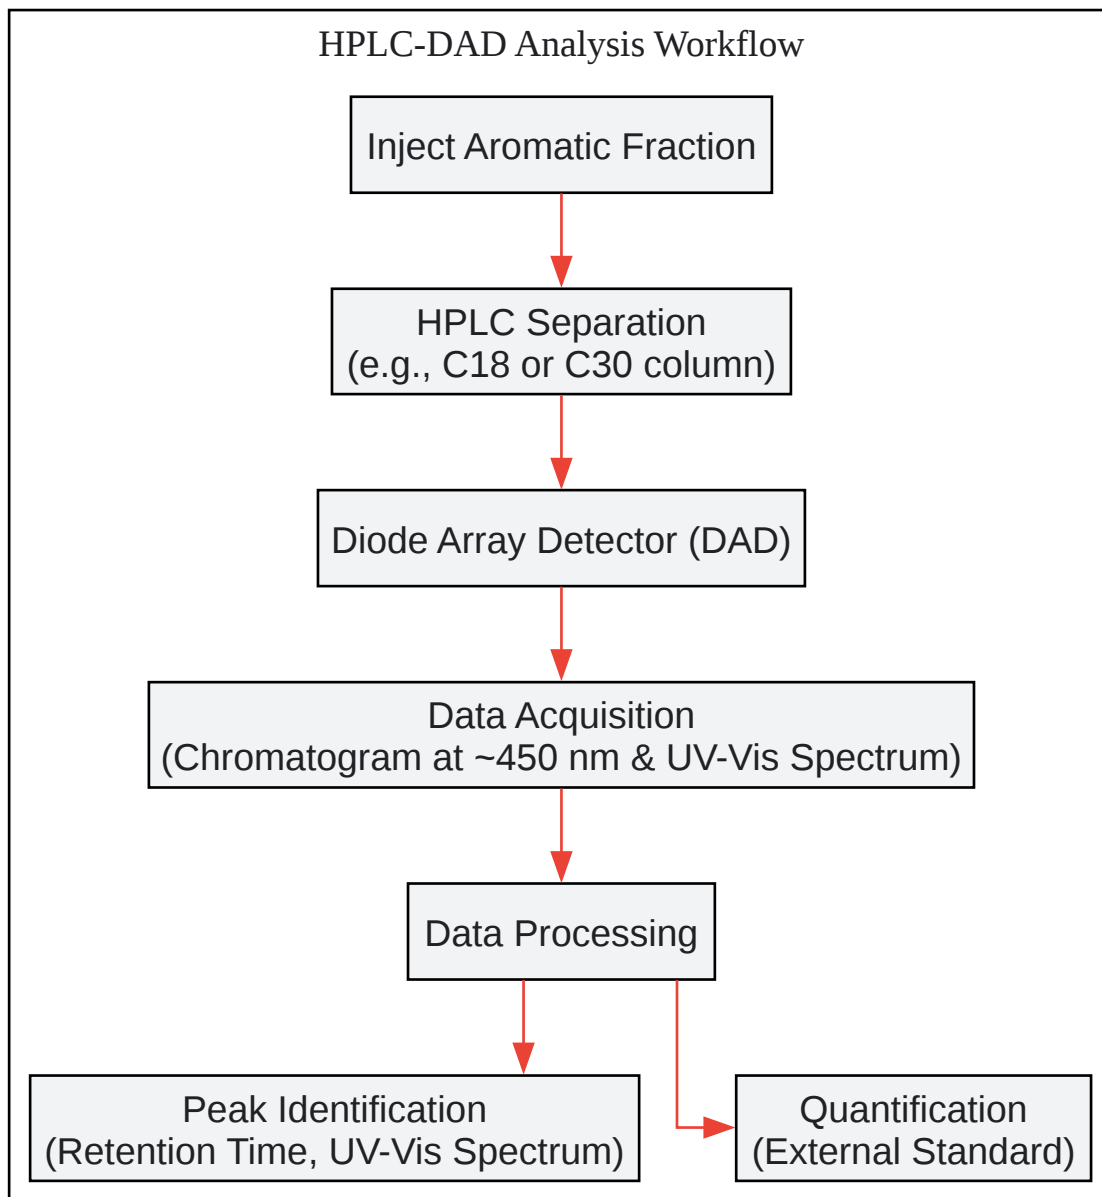 HPLC-DAD Analysis Workflow
Inject Aromatic Fraction
HPLC Separation
(e.g., C18 or C30 column)
Diode Array Detector (DAD)
Data Acquisition
(Chromatogram at ~450 nm & UV-Vis Spectrum)
Data Processing
Peak Identification
(Retention Time, UV-Vis Spectrum)
Quantification
(External Standard)